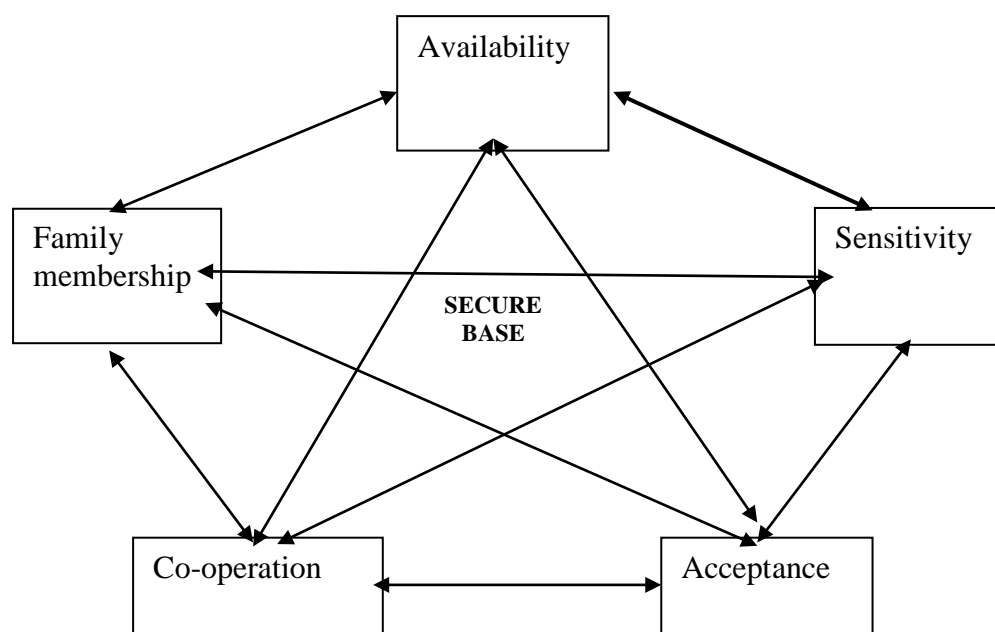 Availability
Family
membership
Sensitivity
SECURE
BASE
Co-operation
Acceptance